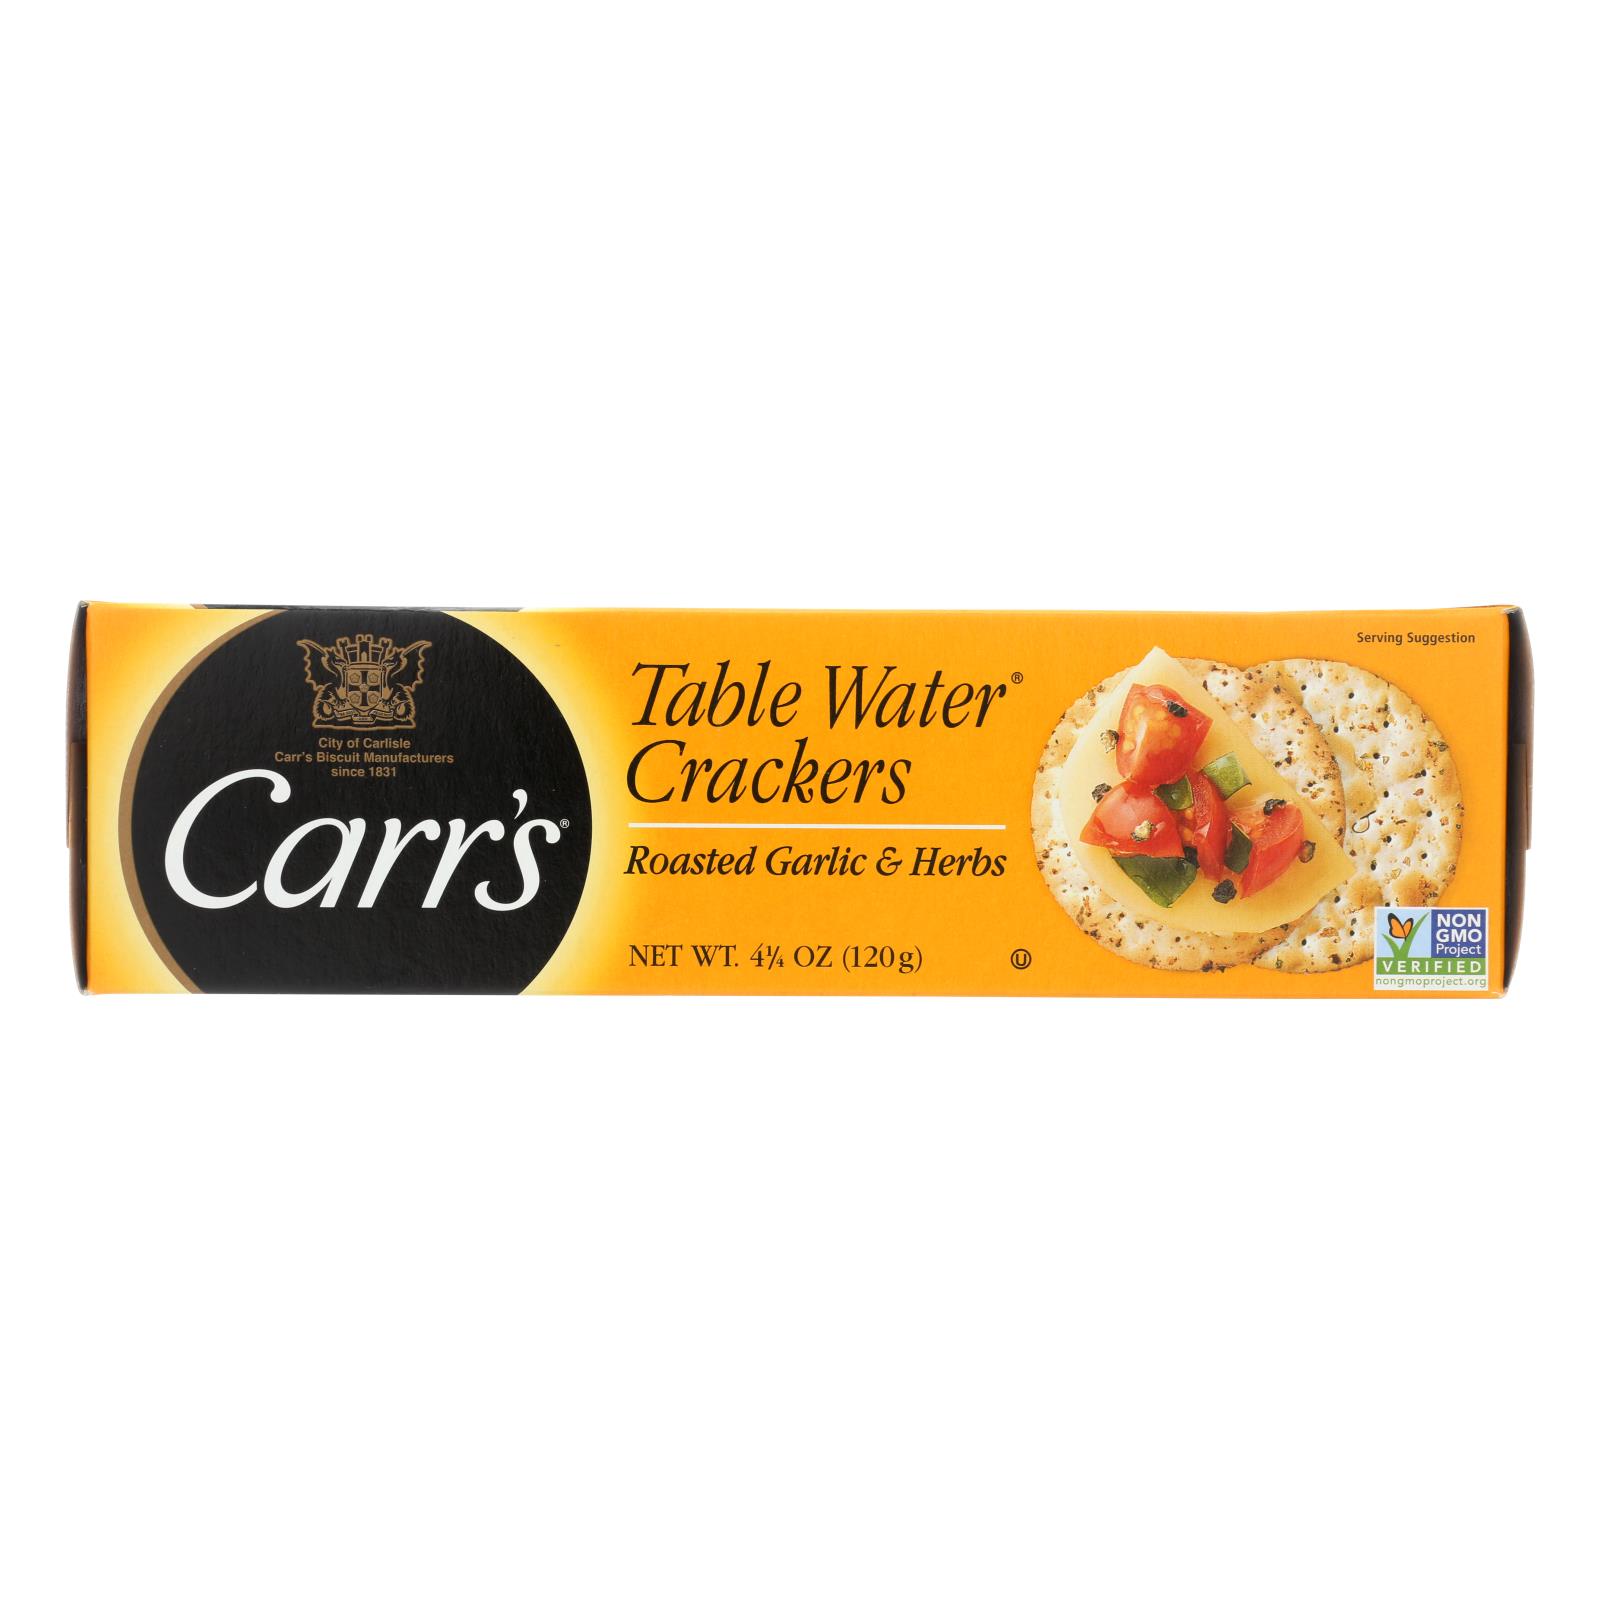 City of Carlisle
Carr's Biscuit Manufacturers
since 1831
Carr's®
Table Water®
Crackers
Roasted Garlic & Herbs
NET WT. 4¼ OZ (120g)
U
Serving Suggestion
NON
GMO
Project
VERIFIED
nongmoproject.org